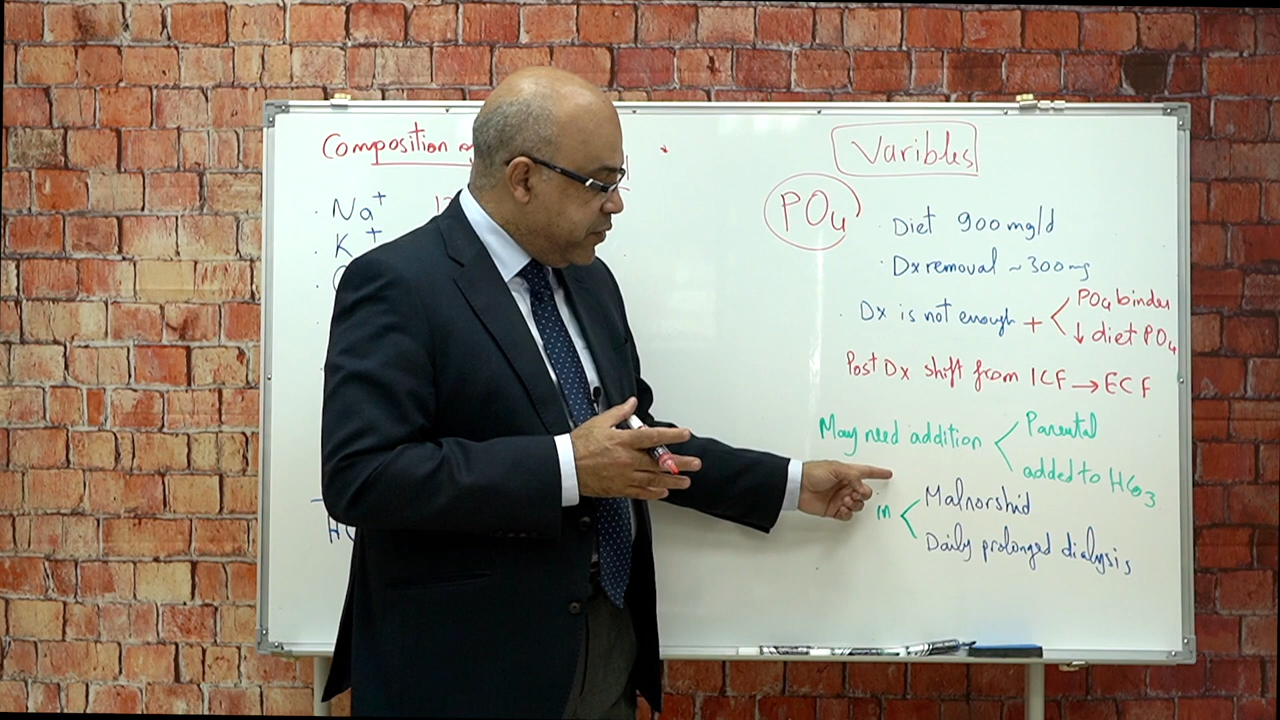 Composition
Na+
K+
Varibles
PO4
. Diet 900 mg/d
. Dx removal ~ 300 mg
. Dx is not enough +
PO4 binder
↓ diet PO4
Post Dx shift from ICF → ECF
May need addition
Parental
added to HCO3
in
Malnorshid
Daily prolonged dialysis